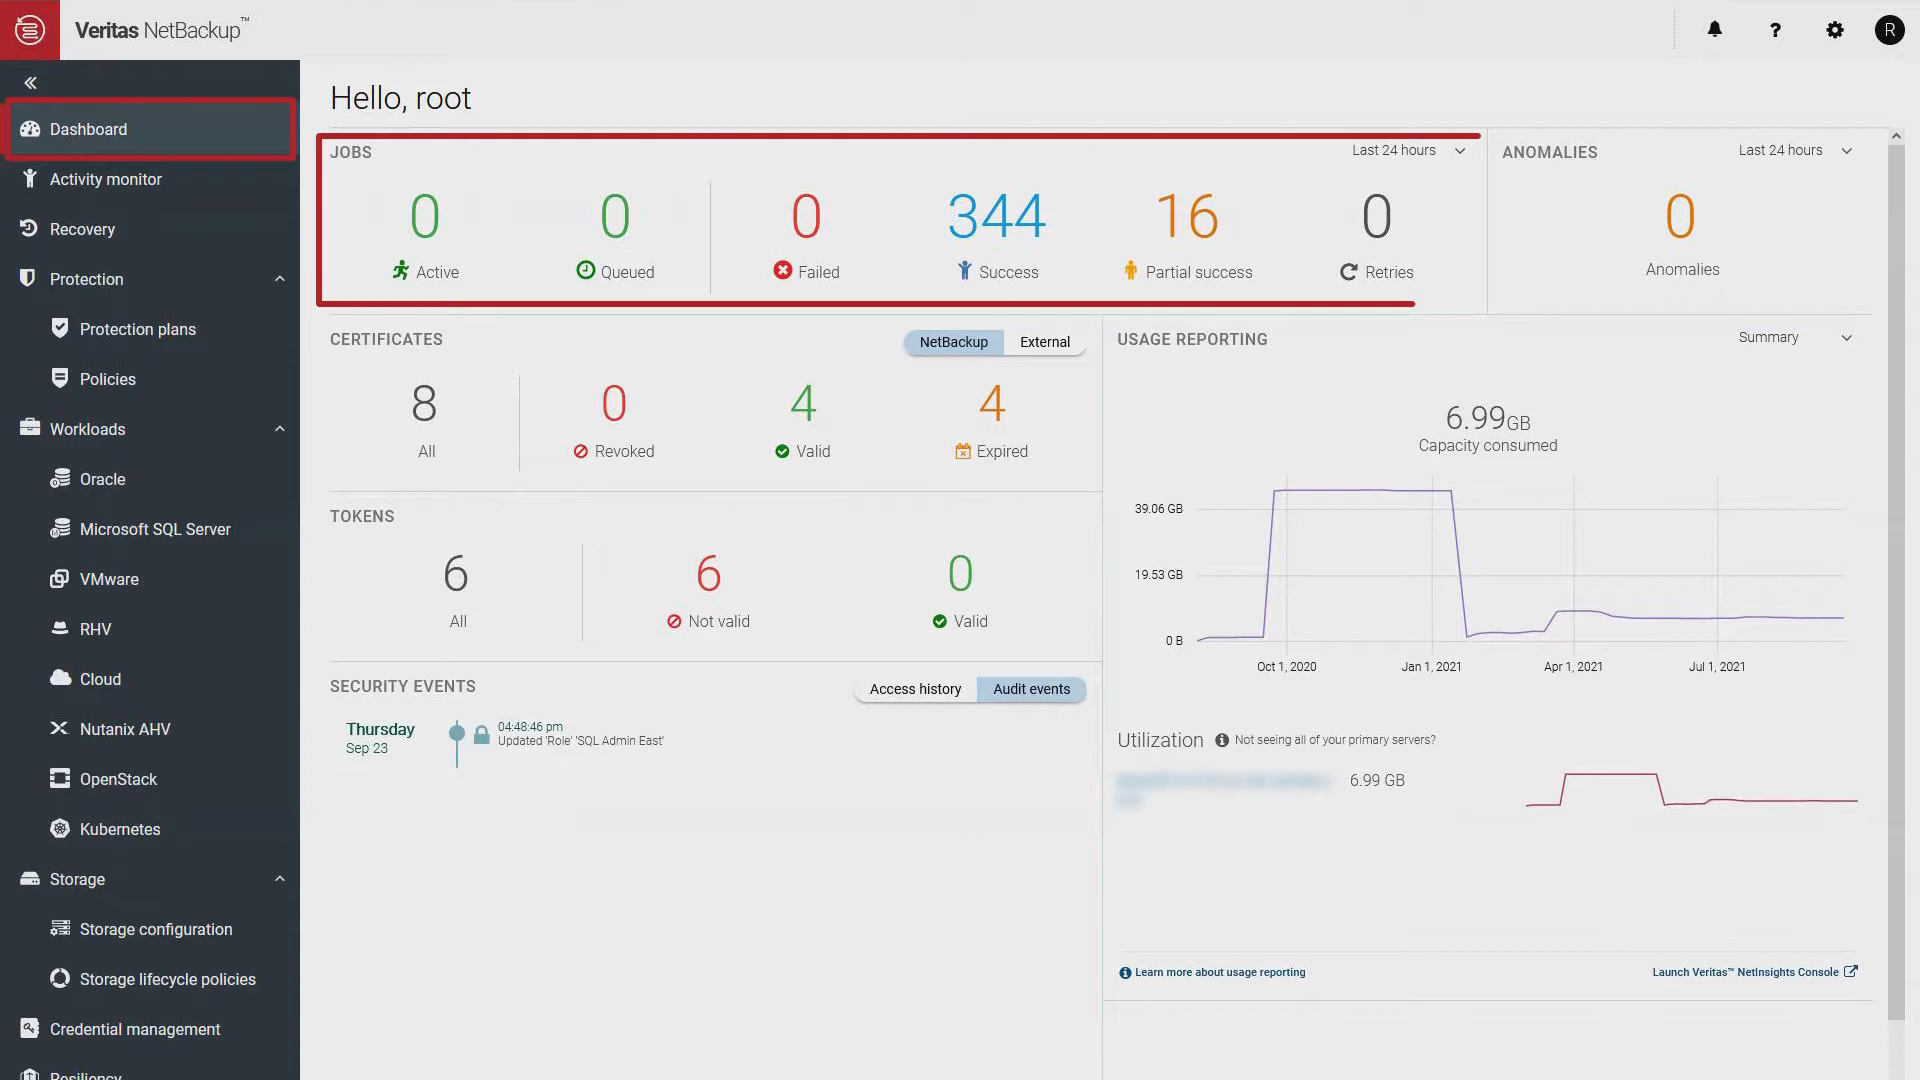 Veritas NetBackup™
R
Dashboard
Activity monitor
Recovery
Protection
Protection plans
Policies
Workloads
Oracle
Microsoft SQL Server
VMware
RHV
Cloud
Nutanix AHV
OpenStack
Kubernetes
Storage
Storage configuration
Storage lifecycle policies
Credential management
Resiliency
Hello, root
JOBS
Last 24 hours
0 0 0 344 16 0
Active Queued Failed Success Partial success Retries
ANOMALIES
Last 24 hours
0
Anomalies
CERTIFICATES
NetBackup External
8 0 4 4
All Revoked Valid Expired
TOKENS
6 6 0
All Not valid Valid
SECURITY EVENTS
Access history Audit events
Thursday
Sep 23
04:48:46 pm
Updated 'Role' 'SQL Admin East'
USAGE REPORTING
Summary
6.99GB
Capacity consumed
39.06 GB
19.53 GB
0 B
Oct 1, 2020 Jan 1, 2021 Apr 1, 2021 Jul 1, 2021
Utilization Not seeing all of your primary servers?
6.99 GB
Learn more about usage reporting
Launch Veritas™ NetInsights Console